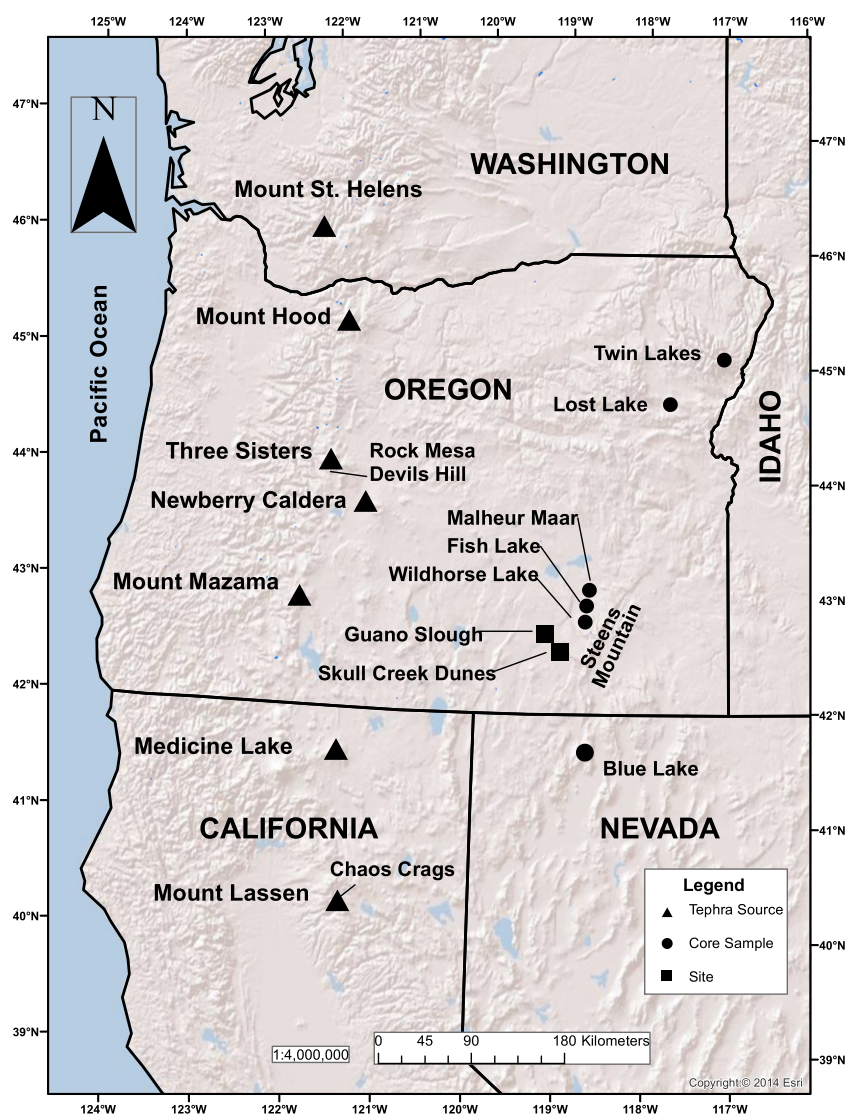 125°W 124°W 123°W 122°W 121°W 120°W 119°W 118°W 117°W 116°W
47°N
N
47°N
WASHINGTON
Mount St. Helens
46°N
46°N
Pacific Ocean
Mount Hood
45°N
Twin Lakes
45°N
OREGON
Lost Lake
IDAHO
Three Sisters
Rock Mesa
44°N
Devils Hill
44°N
Newberry Caldera
Malheur Maar
Fish Lake
43°N
Wildhorse Lake
Mount Mazama
43°N
Steens
Mountain
Guano Slough
Skull Creek Dunes
42°N
42°N
Medicine Lake
Blue Lake
41°N
CALIFORNIA
NEVADA
41°N
Chaos Crags
Mount Lassen
Legend
Tephra Source
40°N
Core Sample
40°N
Site
39°N
0 45 90 180 Kilometers
1:4,000,000
39°N
Copyright:© 2014 Esri
124°W 123°W 122°W 121°W 120°W 119°W 118°W 117°W